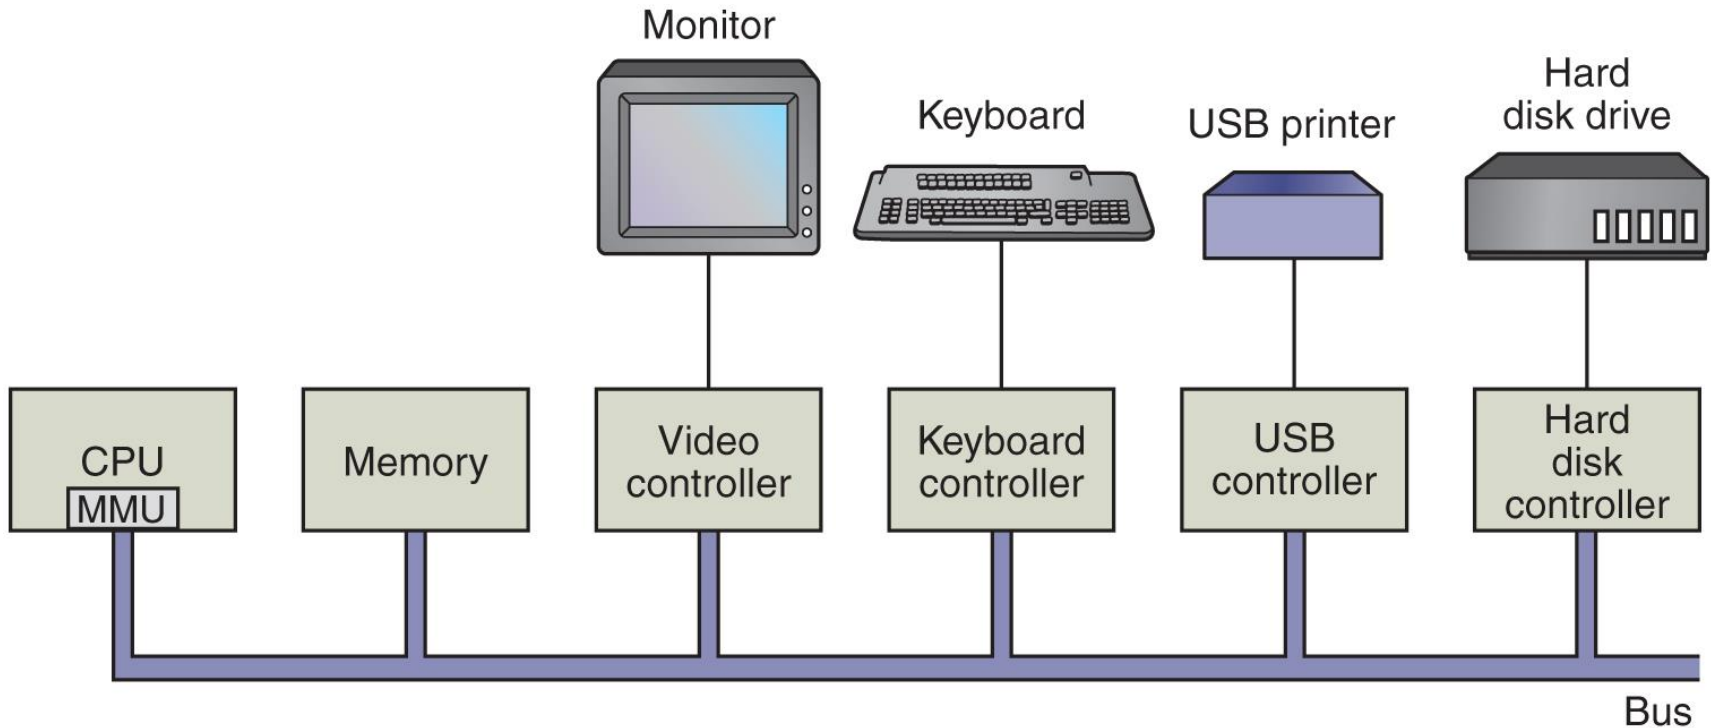 Monitor
Keyboard
USB printer
Hard
disk drive
CPU
MMU
Memory
Video
controller
Keyboard
controller
USB
controller
Hard
disk
controller
Bus